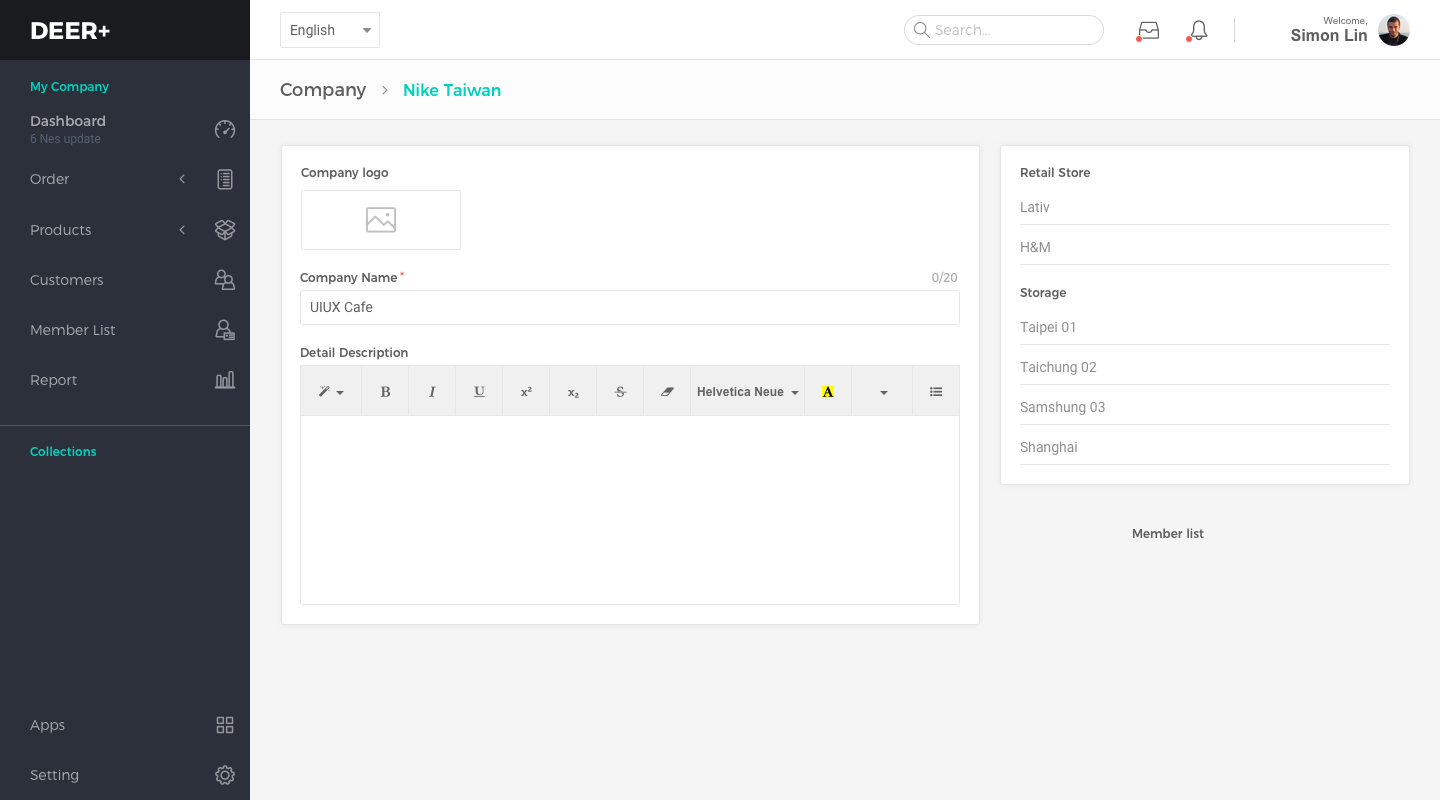 DEER+
English
Search...
Welcome,
Simon Lin
My Company
Dashboard
6 Nes update
Order
Products
Customers
Member List
Report
Collections
Apps
Setting
Company > Nike Taiwan
Company logo
Company Name*
0/20
UIUX Cafe
Detail Description
B I U x² x₂ S Helvetica Neue A
Retail Store
Lativ
H&M
Storage
Taipei 01
Taichung 02
Samshung 03
Shanghai
Member list